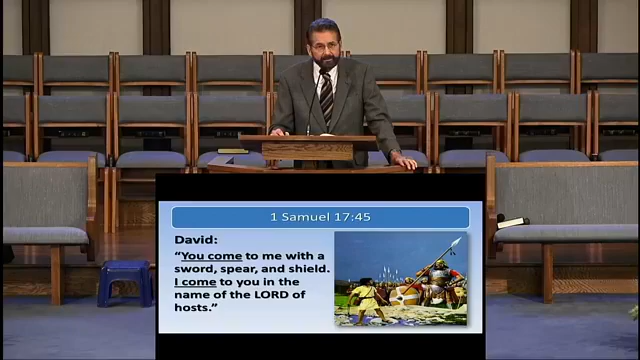 1 Samuel 17:45
David:
“You come to me with a
sword, spear, and shield.
I come to you in the
name of the LORD of
hosts.”